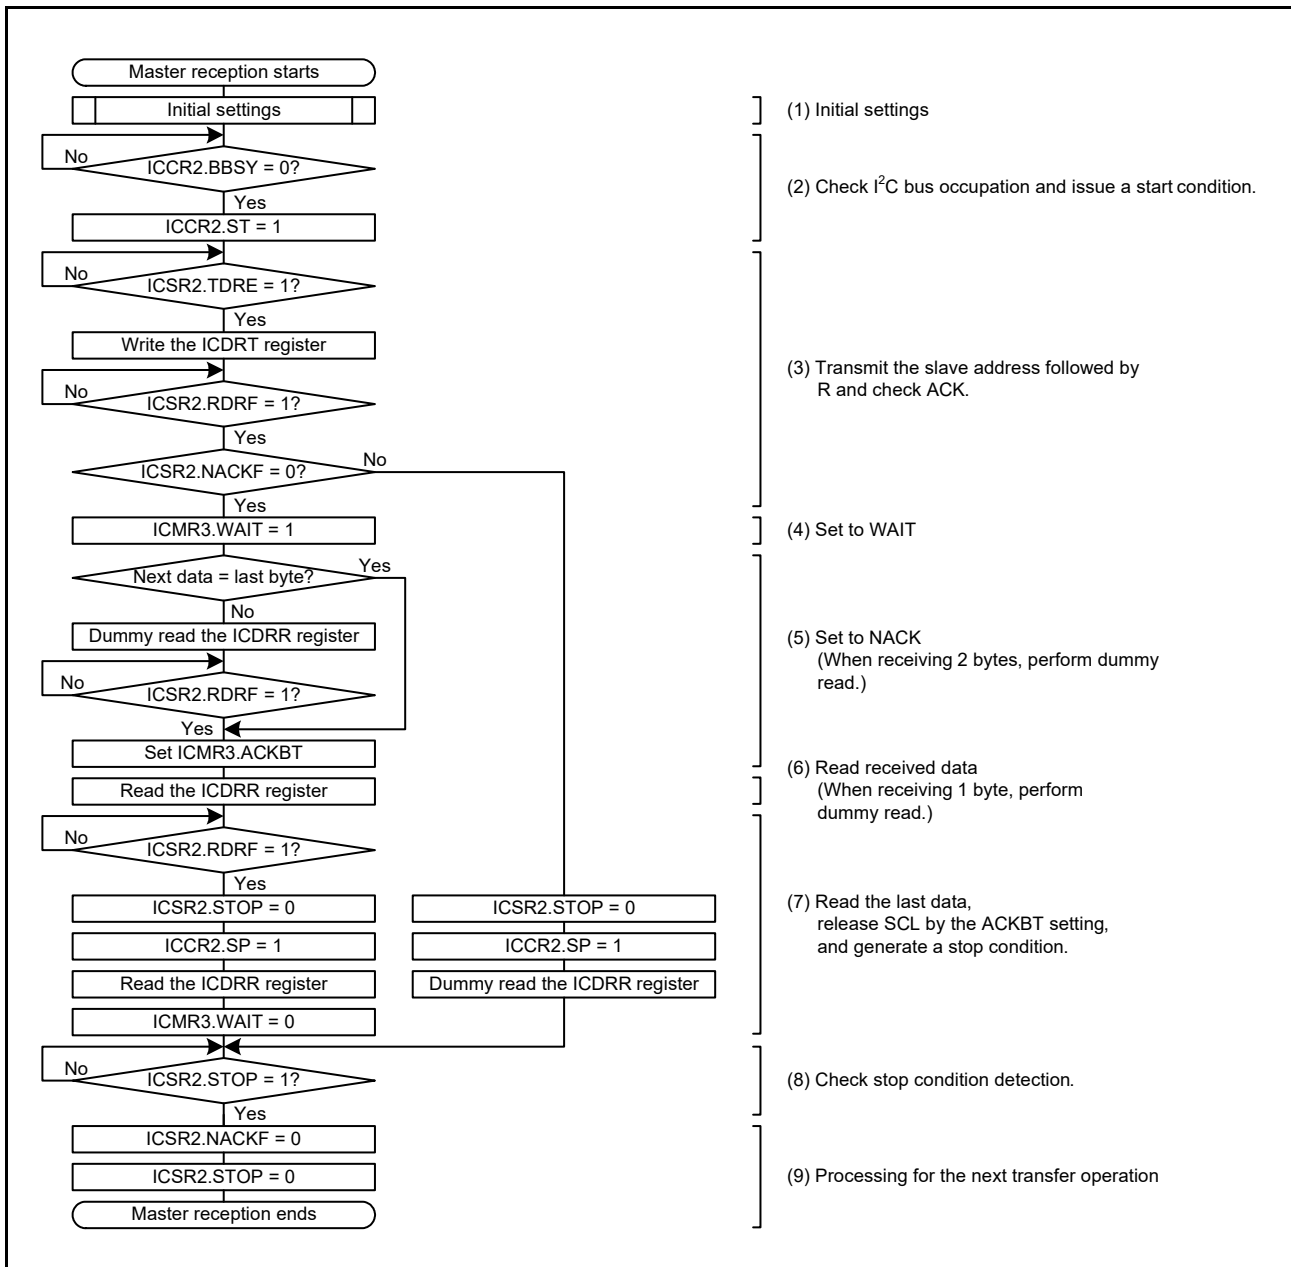 Master reception starts
Initial settings
(1) Initial settings
No
ICCR2.BBSY = 0?
Yes
ICCR2.ST = 1
(2) Check I²C bus occupation and issue a start condition.
No
ICSR2.TDRE = 1?
Yes
Write the ICDRT register
No
ICSR2.RDRF = 1?
Yes
ICSR2.NACKF = 0?
No
Yes
(3) Transmit the slave address followed by
R and check ACK.
ICMR3.WAIT = 1
(4) Set to WAIT
Next data = last byte?
Yes
No
Dummy read the ICDRR register
No
ICSR2.RDRF = 1?
Yes
Set ICMR3.ACKBT
(5) Set to NACK
(When receiving 2 bytes, perform dummy
read.)
Read the ICDRR register
(6) Read received data
(When receiving 1 byte, perform
dummy read.)
No
ICSR2.RDRF = 1?
Yes
ICSR2.STOP = 0
ICCR2.SP = 1
Read the ICDRR register
ICMR3.WAIT = 0
ICSR2.STOP = 0
ICCR2.SP = 1
Dummy read the ICDRR register
(7) Read the last data,
release SCL by the ACKBT setting,
and generate a stop condition.
No
ICSR2.STOP = 1?
Yes
(8) Check stop condition detection.
ICSR2.NACKF = 0
ICSR2.STOP = 0
Master reception ends
(9) Processing for the next transfer operation